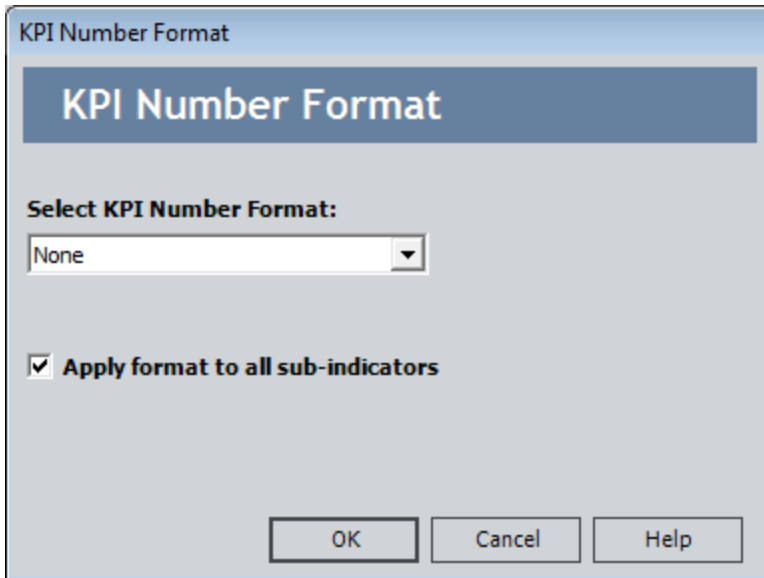 KPI Number Format
KPI Number Format
Select KPI Number Format:
None
Apply format to all sub-indicators
OK Cancel Help